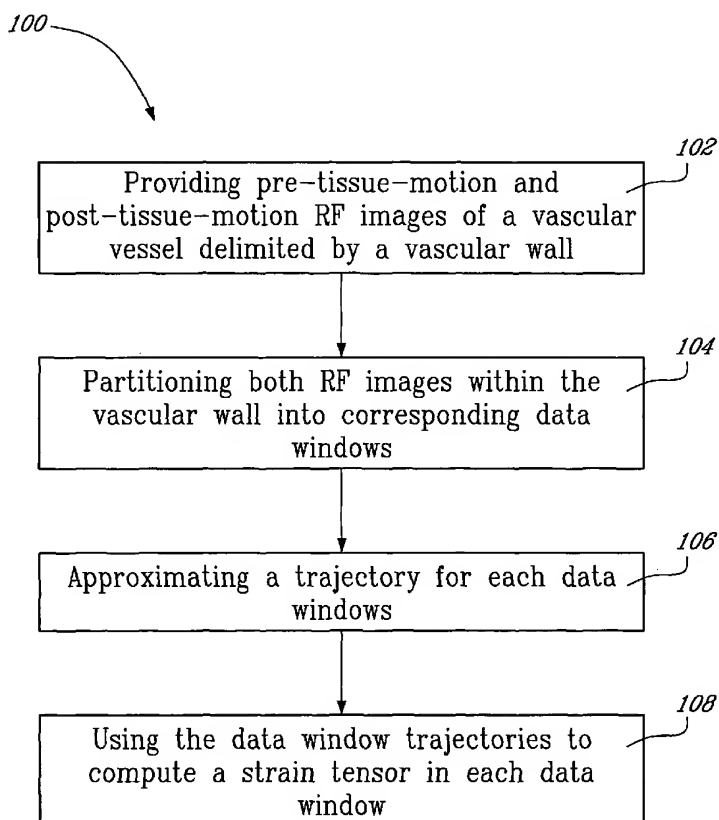 100
102
Providing pre-tissue-motion and
post-tissue-motion RF images of a vascular
vessel delimited by a vascular wall
104
Partitioning both RF images within the
vascular wall into corresponding data
windows
106
Approximating a trajectory for each data
windows
108
Using the data window trajectories to
compute a strain tensor in each data
window